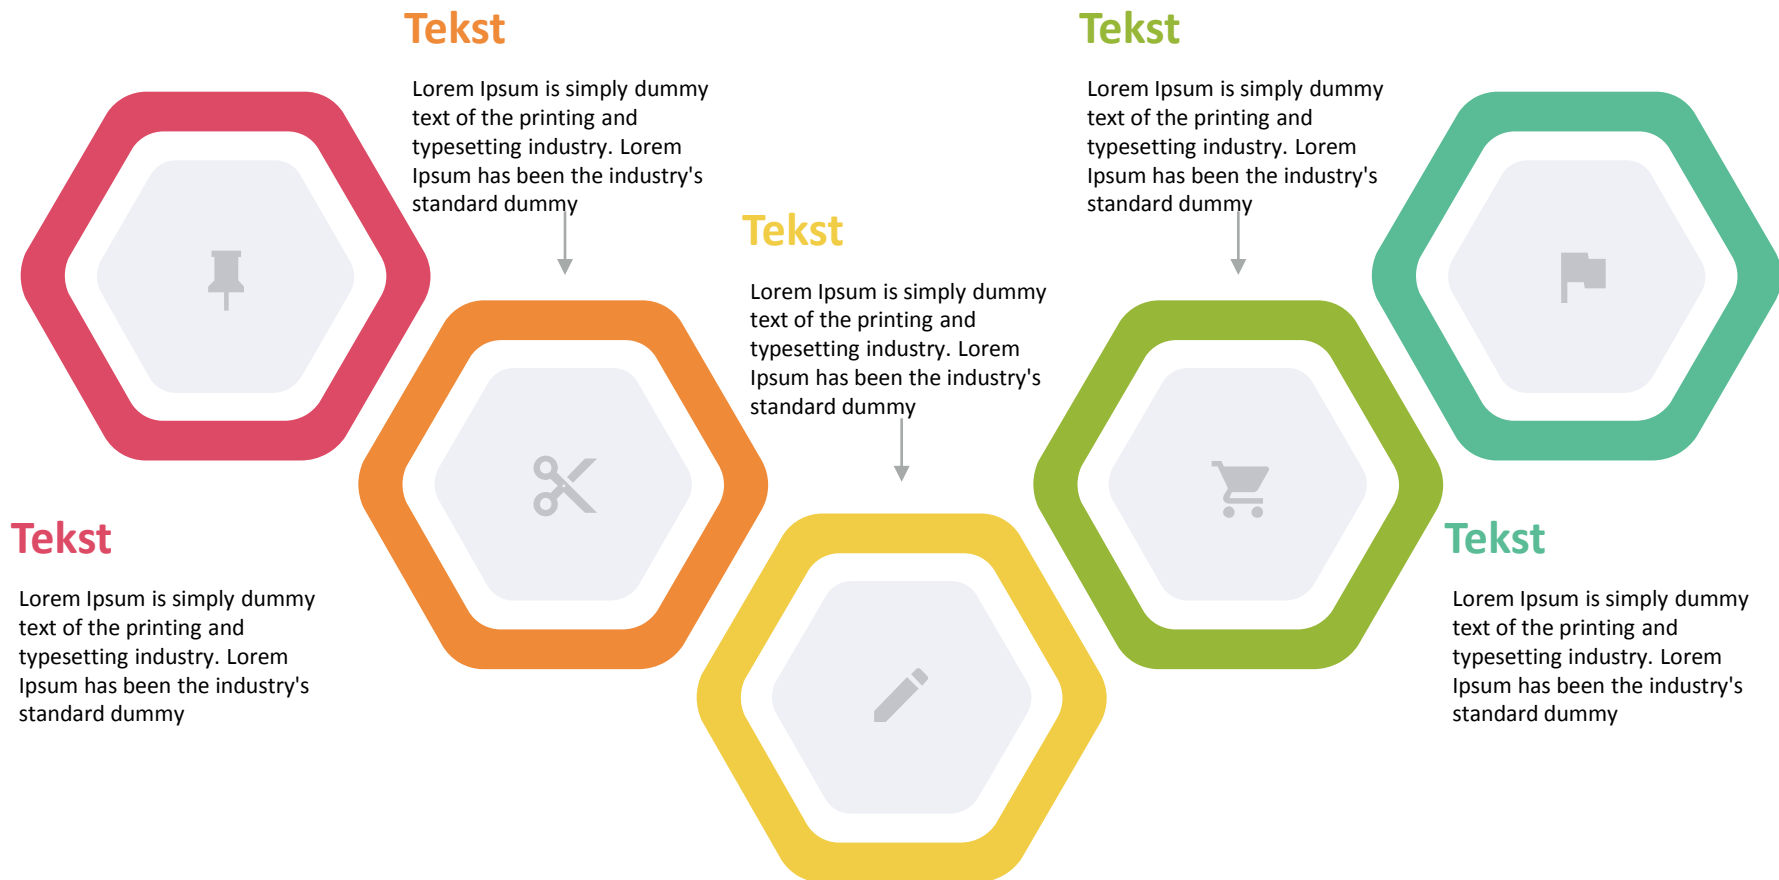 Tekst
Lorem Ipsum is simply dummy
text of the printing and
typesetting industry. Lorem
Ipsum has been the industry's
standard dummy
Tekst
Lorem Ipsum is simply dummy
text of the printing and
typesetting industry. Lorem
Ipsum has been the industry's
standard dummy
Tekst
Lorem Ipsum is simply dummy
text of the printing and
typesetting industry. Lorem
Ipsum has been the industry's
standard dummy
Tekst
Lorem Ipsum is simply dummy
text of the printing and
typesetting industry. Lorem
Ipsum has been the industry's
standard dummy
Tekst
Lorem Ipsum is simply dummy
text of the printing and
typesetting industry. Lorem
Ipsum has been the industry's
standard dummy